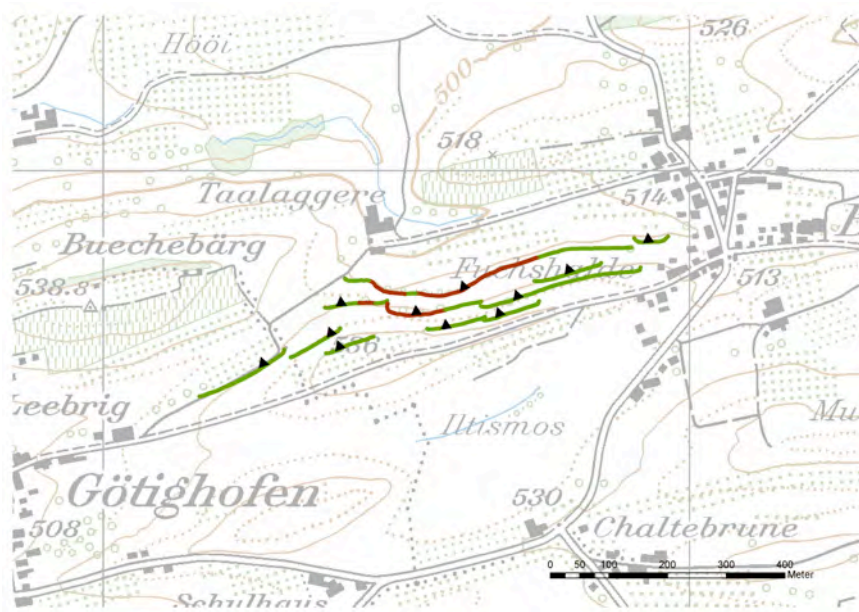 Hööi
526
500
518
Taalaggere
514
Buechebärg
Fuchshalde
538.8
513
Leebrig
Iltismos
Götighofen
530
508
Chaltebrune
0 50 100 200 300 400
Meter
Schulhaus